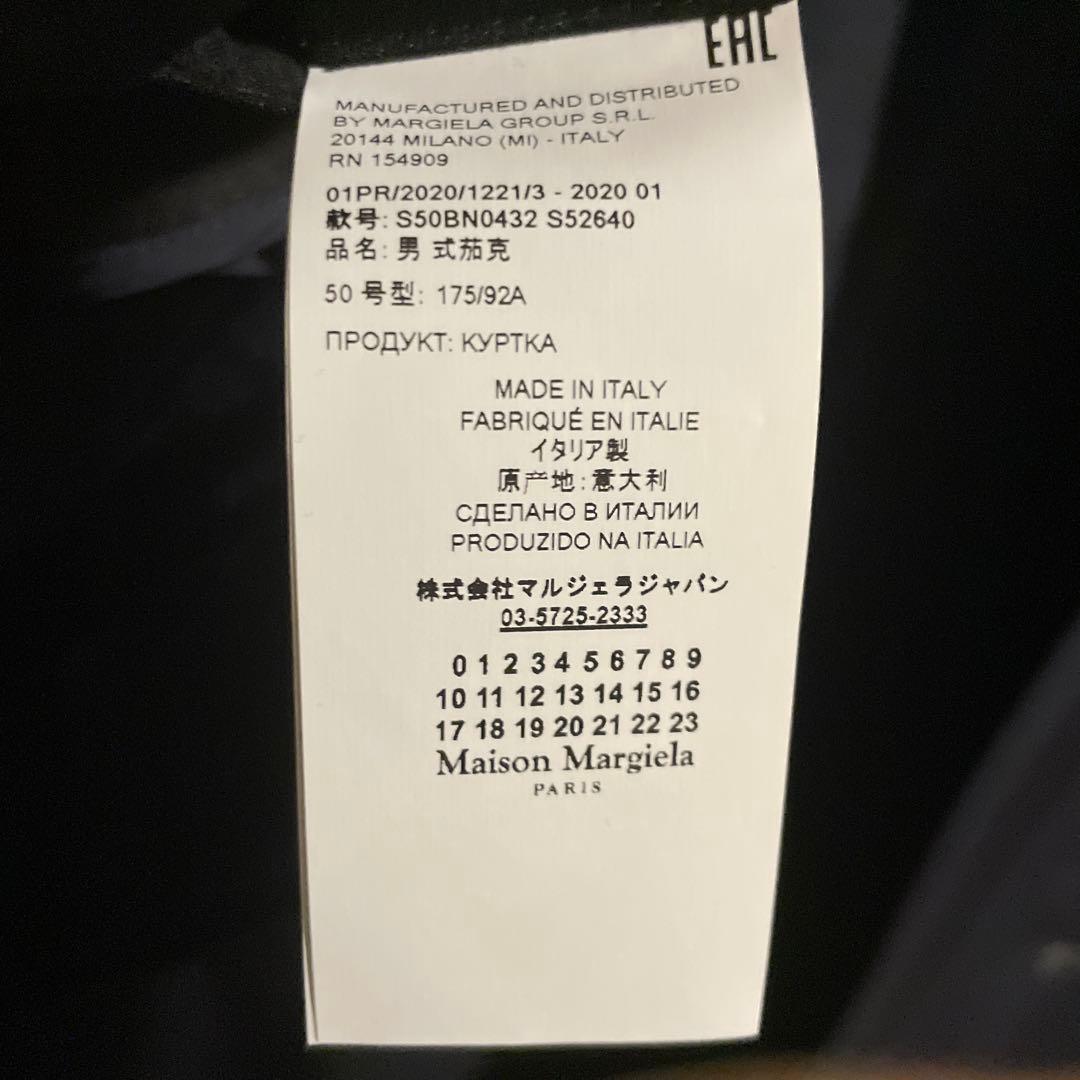 EAC
MANUFACTURED AND DISTRIBUTED
BY MARGIELA GROUP S.R.L.
20144 MILANO (MI) - ITALY
RN 154909
01PR/2020/1221/3 - 2020 01
款号: S50BN0432 S52640
品名: 男 式茄克
50 号型: 175/92A
ПРОДУКТ: КУРТКА
MADE IN ITALY
FABRIQUÉ EN ITALIE
イタリア製
原产地: 意大利
СДЕЛАНО В ИТАЛИИ
PRODUZIDO NA ITALIA
株式会社マルジェラジャパン
03-5725-2333
0 1 2 3 4 5 6 7 8 9
10 11 12 13 14 15 16
17 18 19 20 21 22 23
Maison Margiela
PARIS